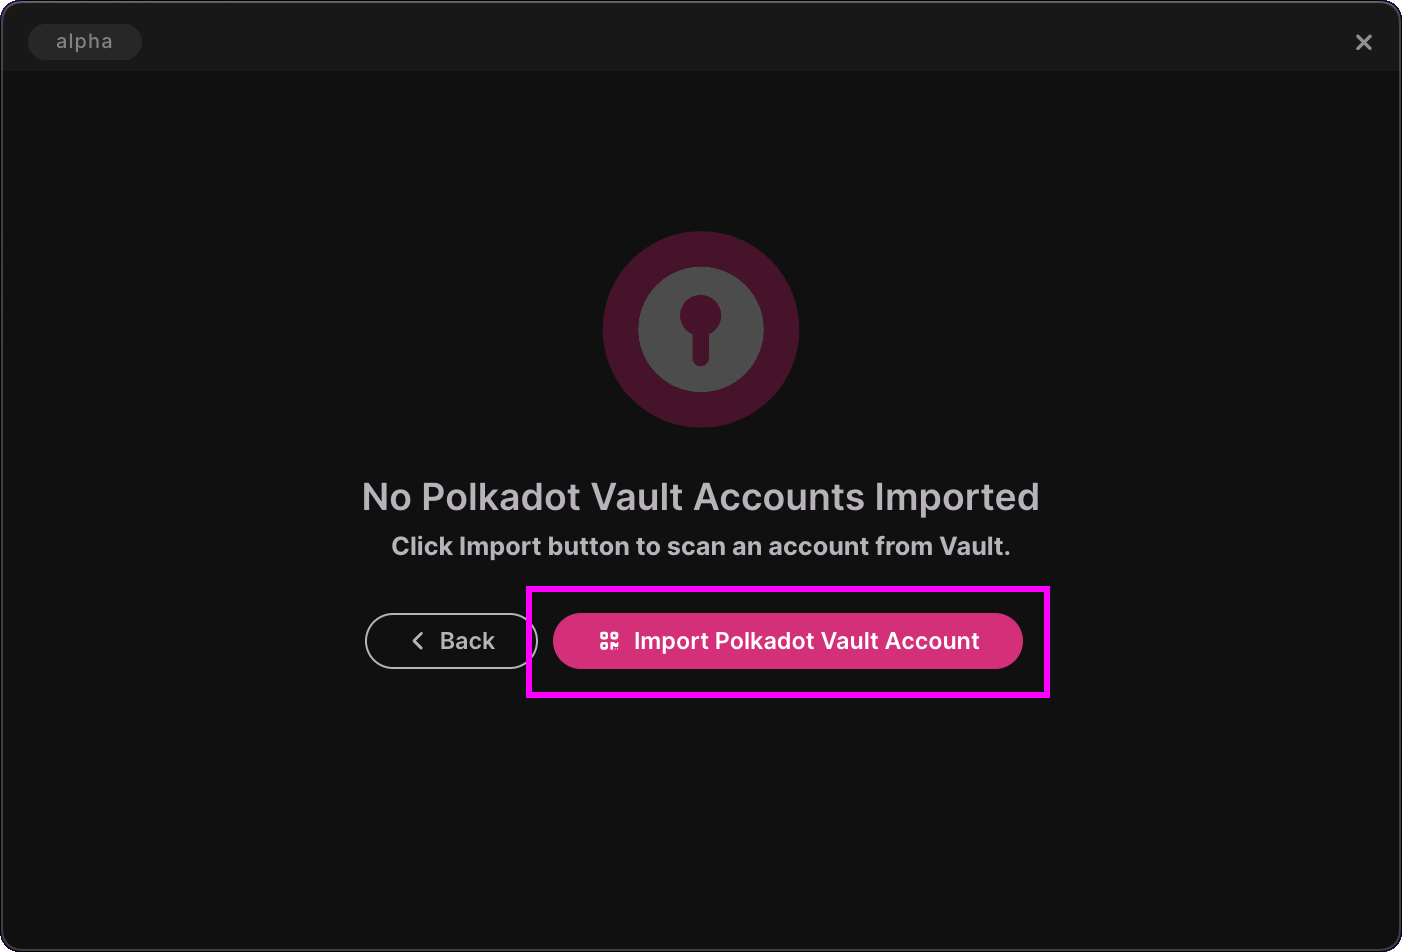 alpha
No Polkadot Vault Accounts Imported
Click Import button to scan an account from Vault.
Back
Import Polkadot Vault Account